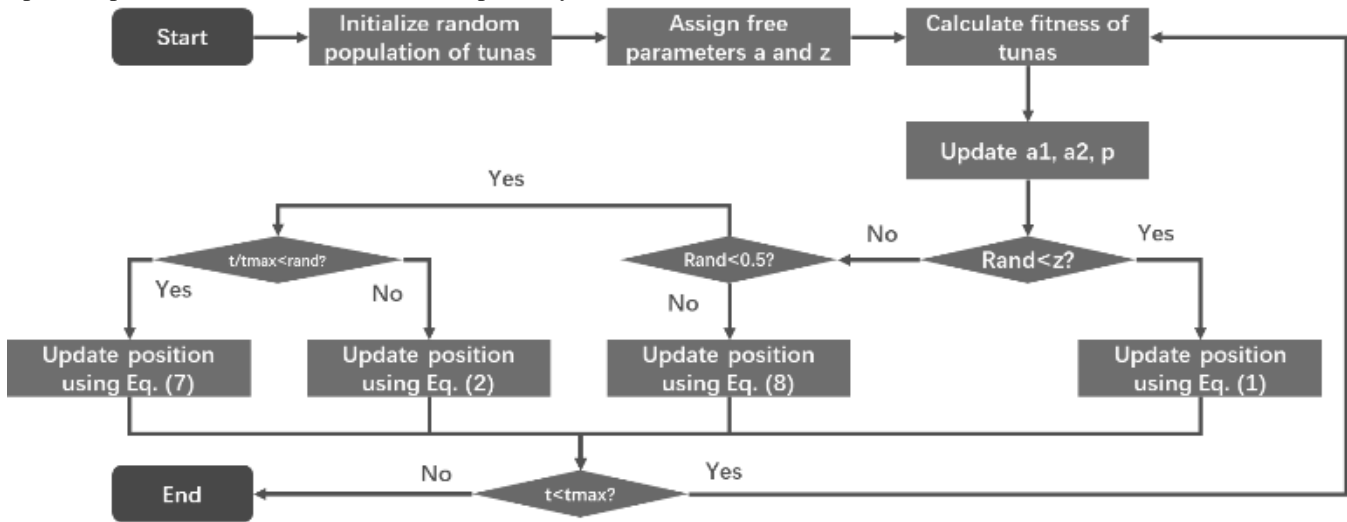 Start
Initialize random
population of tunas
Assign free
parameters a and z
Calculate fitness of
tunas
Update a1, a2, p
Yes
No
Yes
t/tmax<rand?
Rand<0.5?
Rand<z?
Yes
No
No
Update position
using Eq. (7)
Update position
using Eq. (2)
Update position
using Eq. (8)
Update position
using Eq. (1)
No
Yes
End
t<tmax?